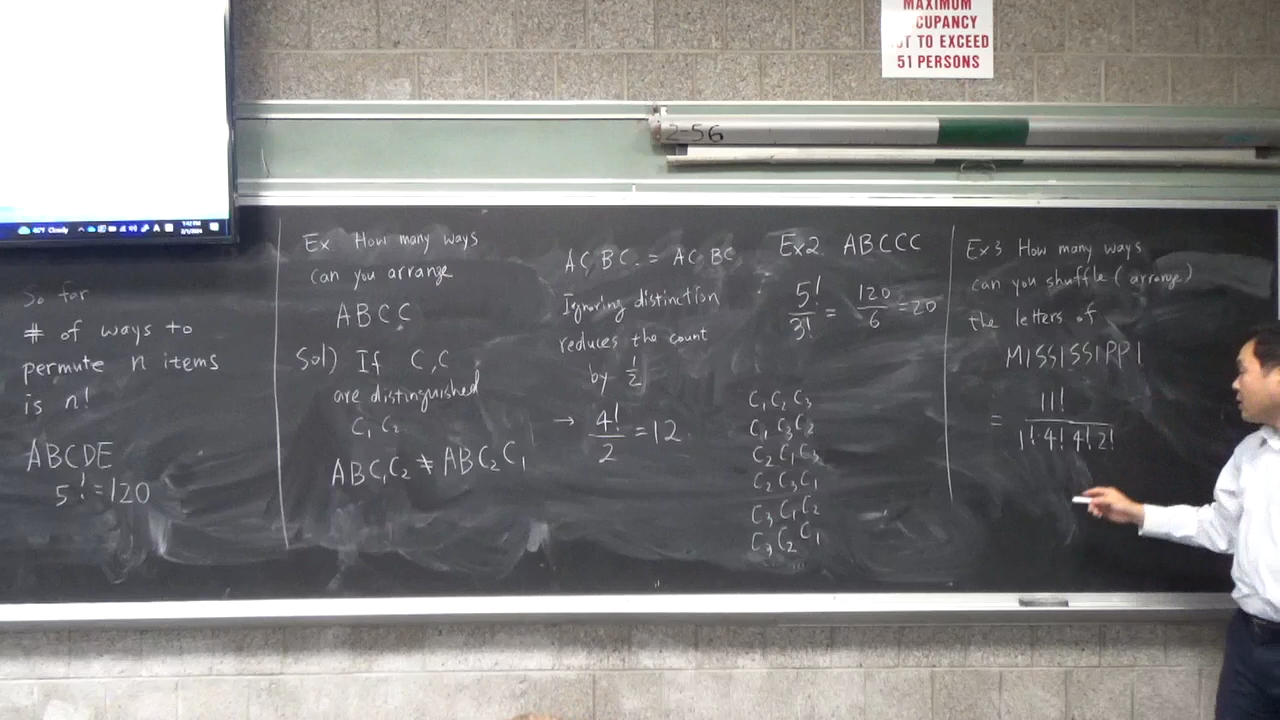 MAXIMUM
CUPANCY
TO EXCEED
51 PERSONS
2-56
Cloudy
So far
# of ways to
permute n items
is n!
ABCDE
5! = 120
Ex How many ways
can you arrange
ABCC
Sol) If C, C
are distinguished
C₁ C₂
ABC₁C₂ ≠ ABC₂C₁
AC₁BC₂ = AC₂BC₁
Ignoring distinction
reduces the count
by 1/2
→ 4!/2 = 12
Ex2. ABCCC
5!/3! = 120/6 = 20
C₁C₂C₃
C₁C₃C₂
C₂C₁C₃
C₂C₃C₁
C₃C₁C₂
C₃C₂C₁
Ex3 How many ways
can you shuffle (arrange)
the letters of
MISSISSIPPI
= 11!/1!·4!·4!·2!